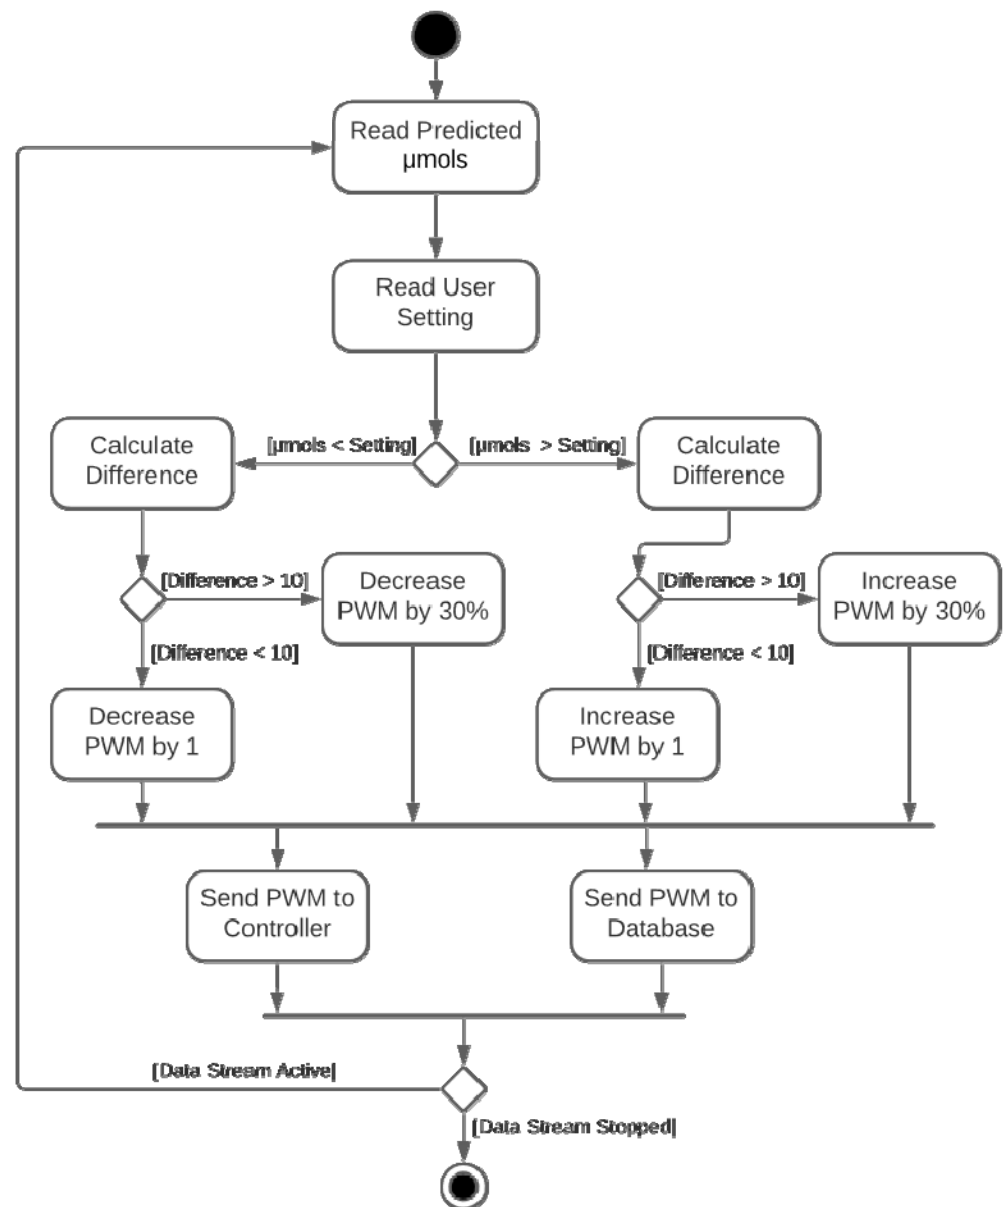 Read Predicted
µmols
Read User
Setting
Calculate
Difference
[µmols < Setting]
[µmols > Setting]
Calculate
Difference
[Difference > 10]
Decrease
PWM by 30%
[Difference > 10]
Increase
PWM by 30%
[Difference < 10]
[Difference < 10]
Decrease
PWM by 1
Increase
PWM by 1
Send PWM to
Controller
Send PWM to
Database
[Data Stream Active]
[Data Stream Stopped]